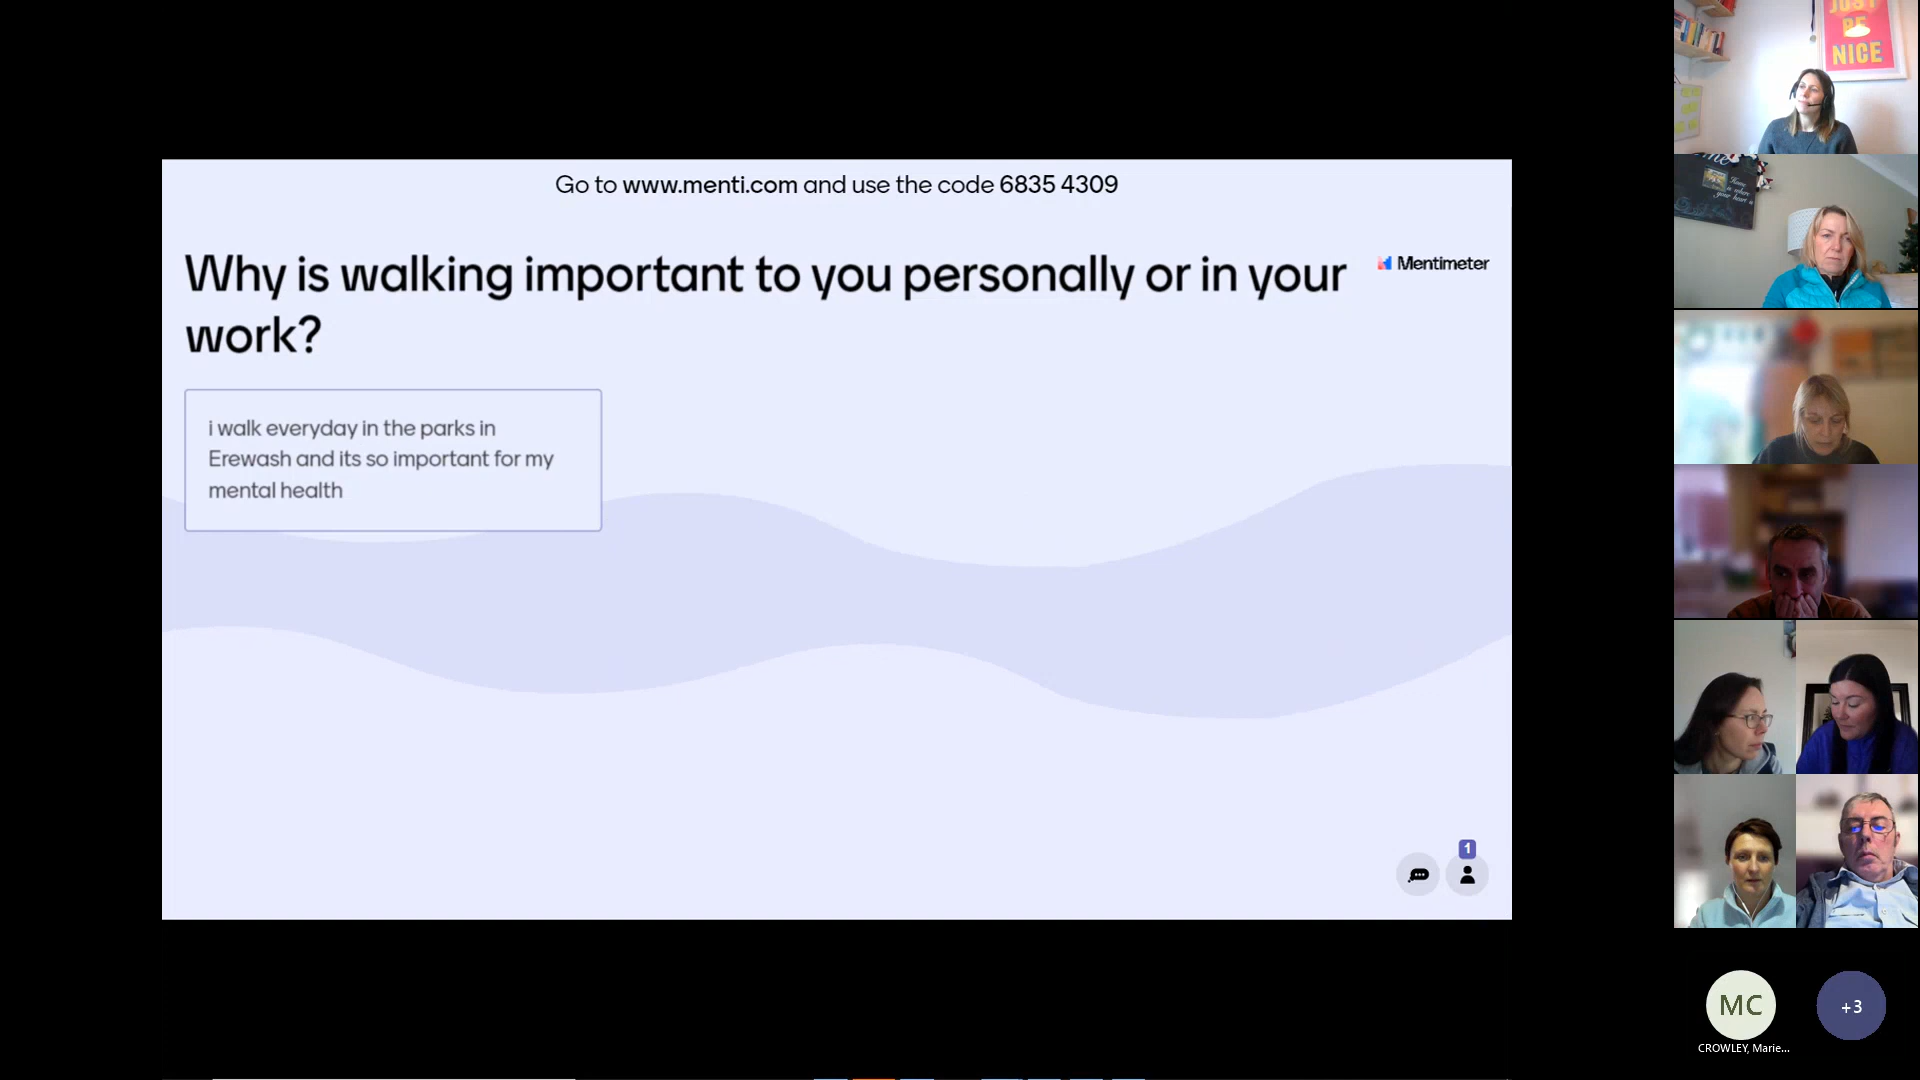 Go to www.menti.com and use the code 6835 4309
Why is walking important to you personally or in your
work?
Mentimeter
i walk everyday in the parks in
Erewash and its so important for my
mental health
1
JUST
BE
NICE
MC
+3
CROWLEY, Marie...